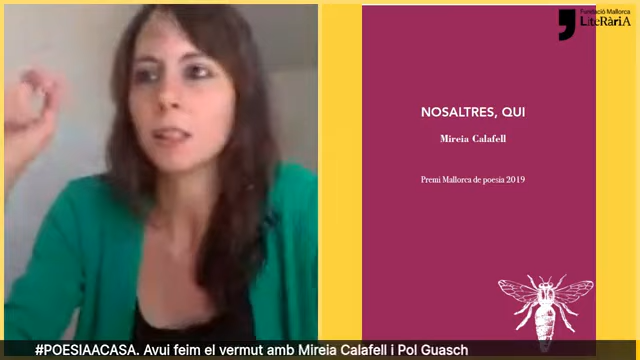 Fundació Mallorca
LiteRàriA
NOSALTRES, QUI
Mireia Calafell
Premi Mallorca de poesia 2019
#POESIAACASA. Avui feim el vermut amb Mireia Calafell i Pol Guasch